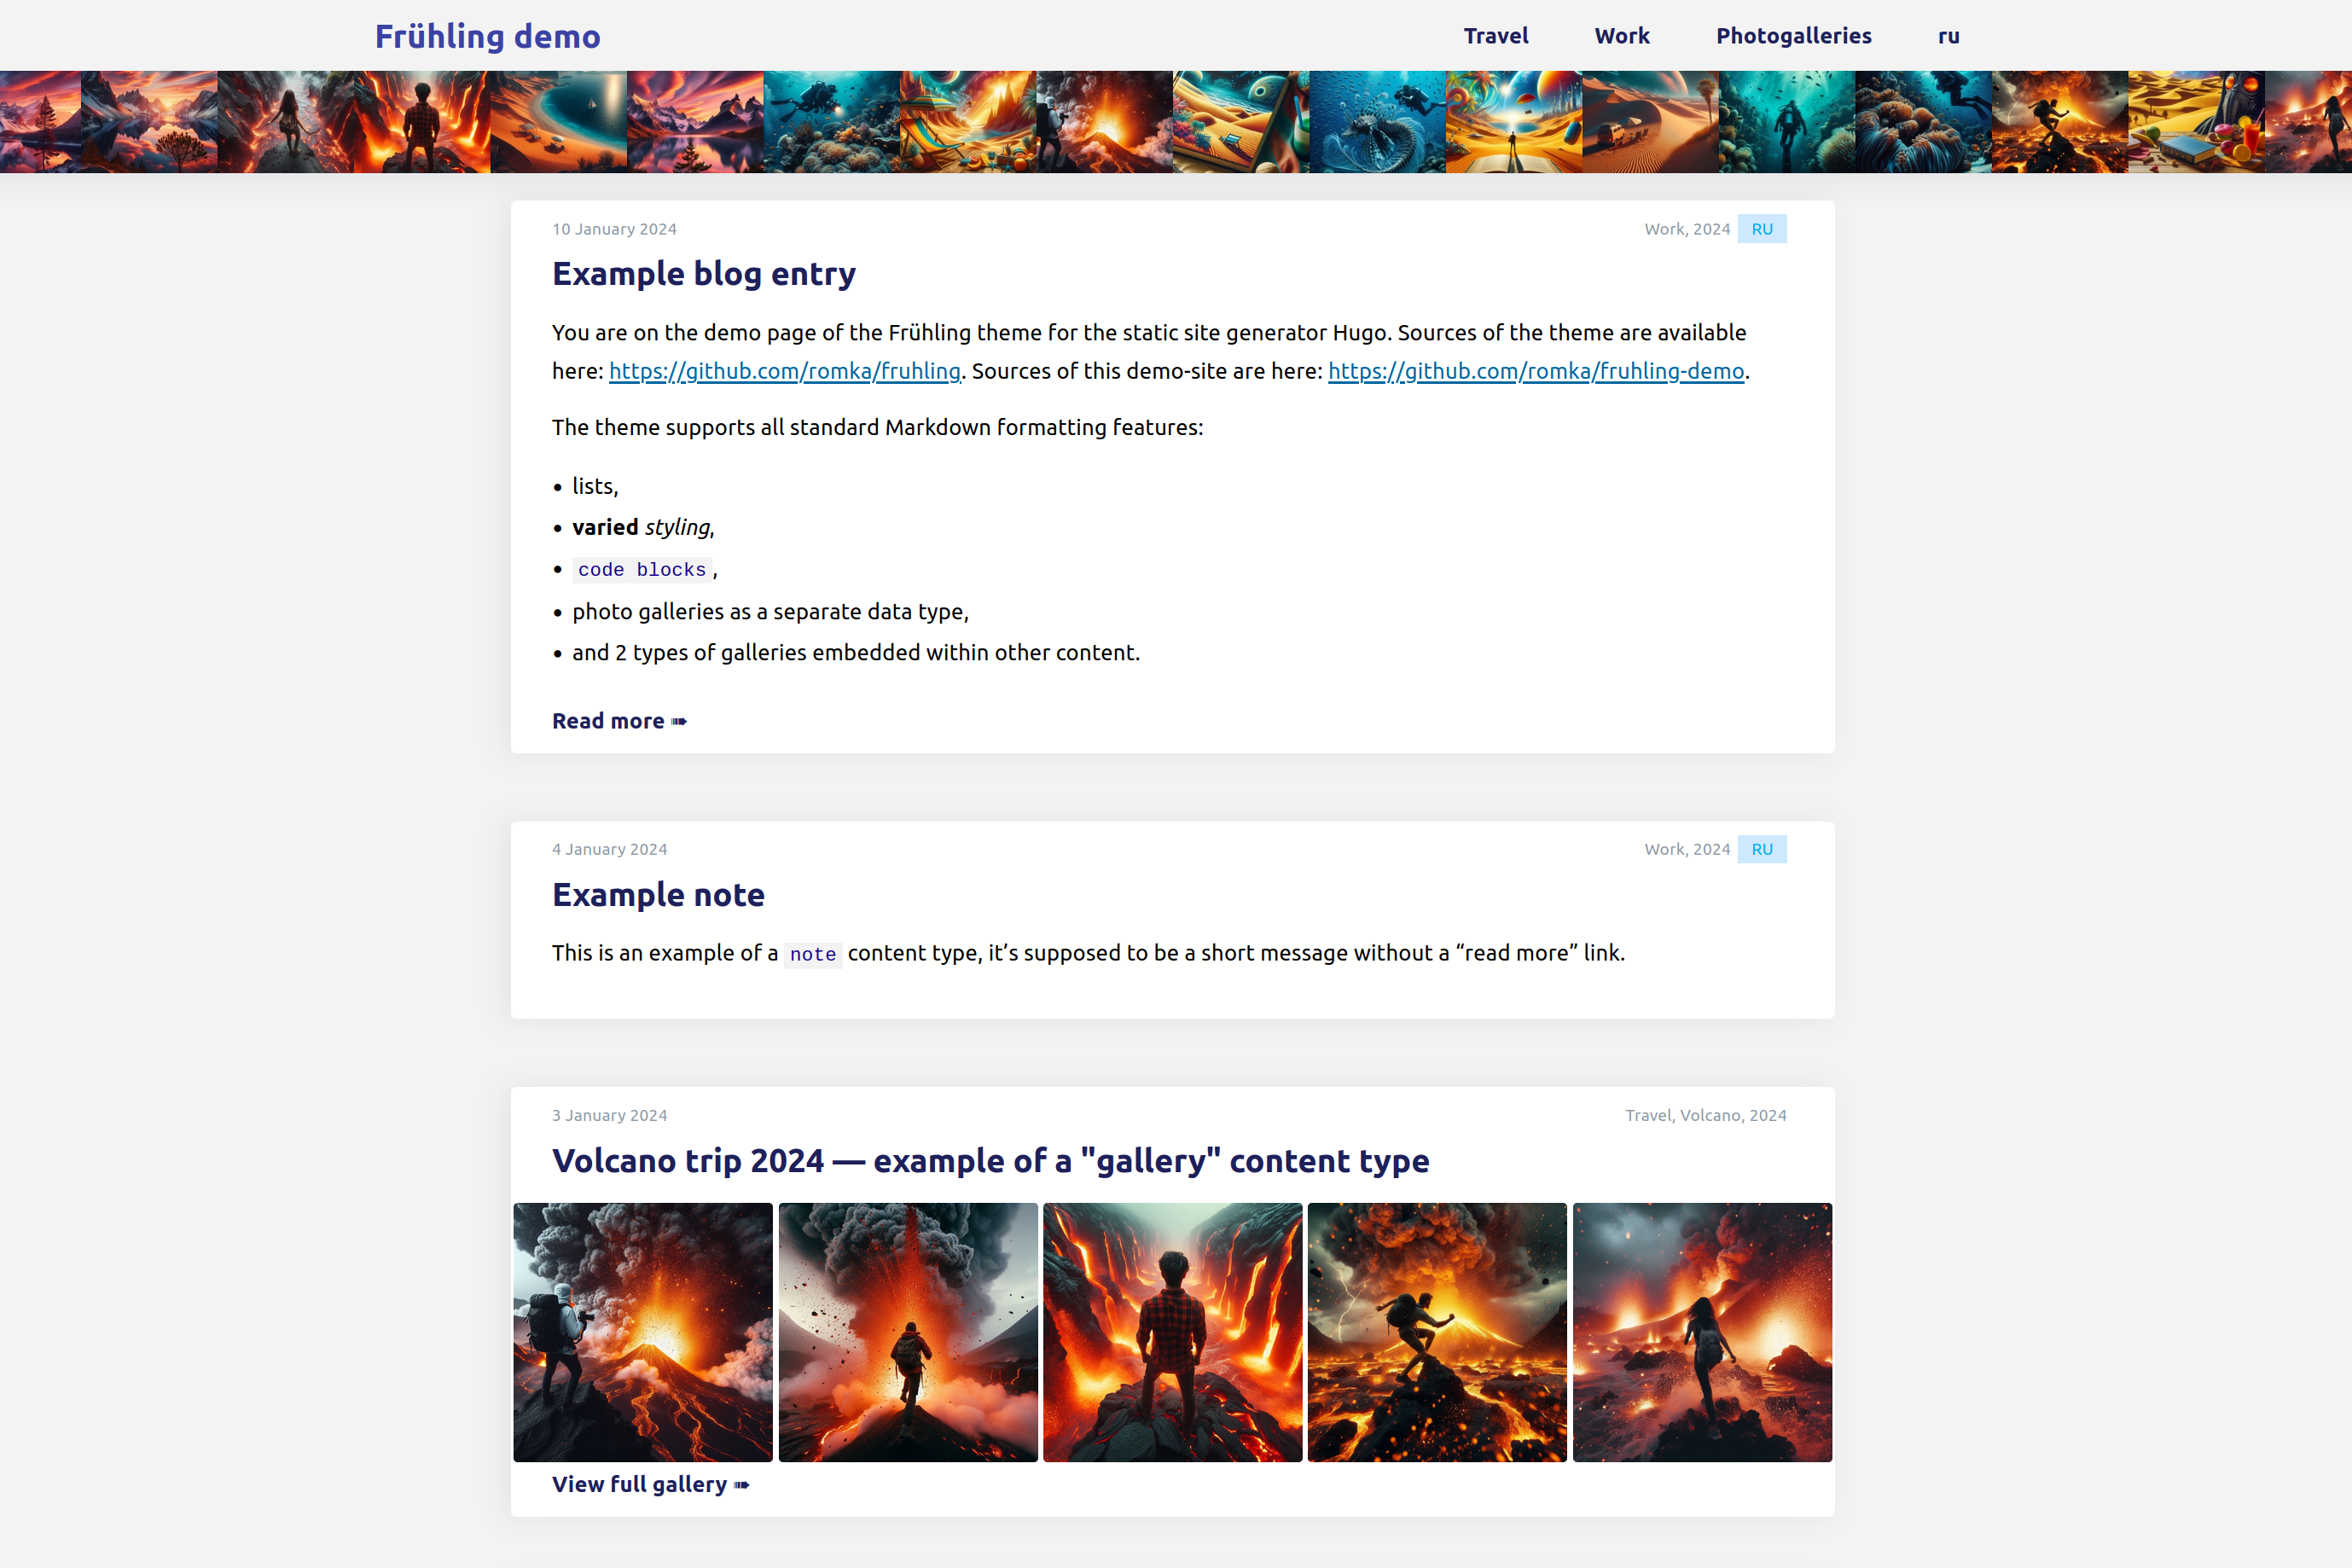 Frühling demo
Travel
Work
Photogalleries
ru
10 January 2024
Work, 2024 RU
Example blog entry
You are on the demo page of the Frühling theme for the static site generator Hugo. Sources of the theme are available
here: https://github.com/romka/fruhling. Sources of this demo-site are here: https://github.com/romka/fruhling-demo.
The theme supports all standard Markdown formatting features:
• lists,
• varied styling,
• code blocks,
• photo galleries as a separate data type,
• and 2 types of galleries embedded within other content.
Read more ➠
4 January 2024
Work, 2024 RU
Example note
This is an example of a note content type, it’s supposed to be a short message without a “read more” link.
3 January 2024
Travel, Volcano, 2024
Volcano trip 2024 — example of a "gallery" content type
View full gallery ➠